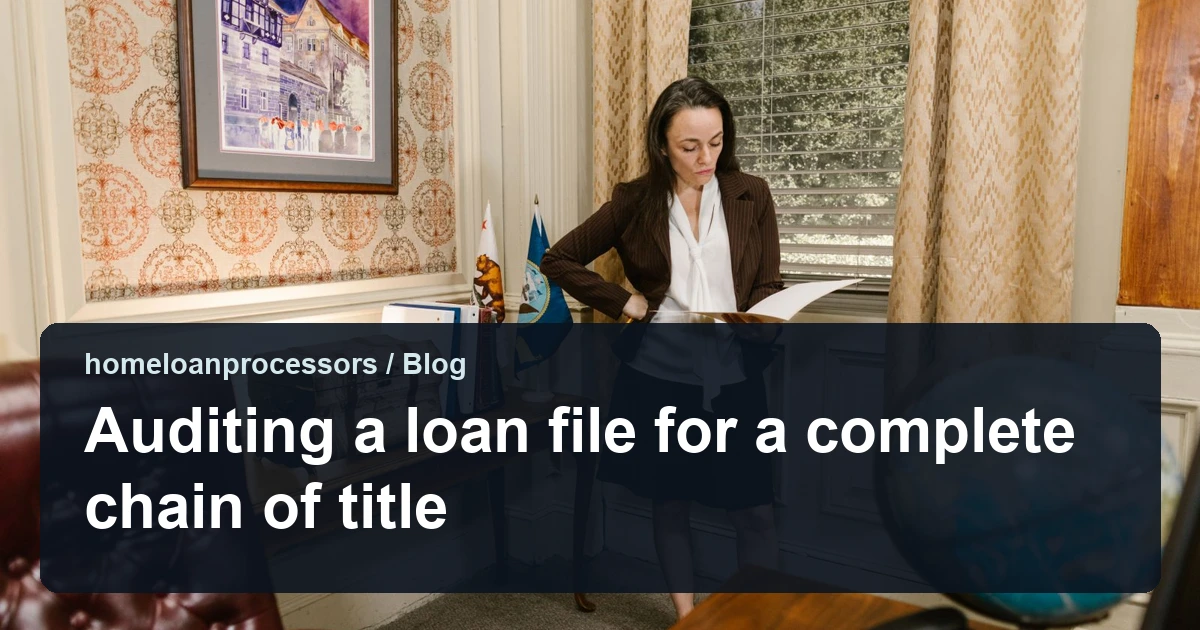 homeloanprocessors / Blog
Auditing a loan file for a complete
chain of title